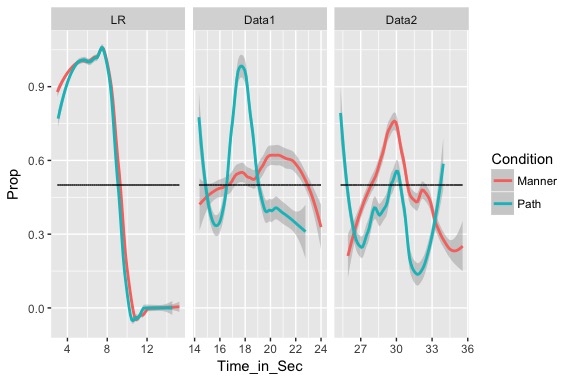 LR Data1 Data2
Prop
0.9
0.6
0.3
0.0
4 8 12 14 16 18 20 22 24 27 30 33 36
Time_in_Sec
Condition
Manner
Path